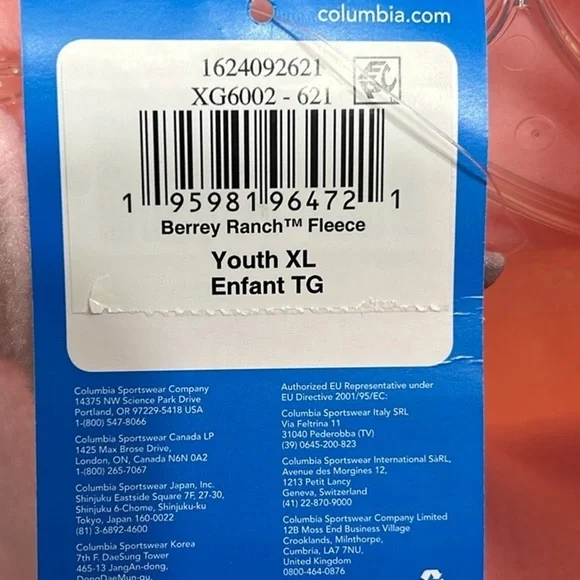 columbia.com
1624092621
XG6002 - 621
EPC
1 95981 96472 1
Berrey Ranch™ Fleece
Youth XL
Enfant TG
Columbia Sportswear Company
14375 NW Science Park Drive
Portland, OR 97229-5418 USA
1-(800) 547-8066
Columbia Sportswear Canada LP
1425 Max Brose Drive,
London, ON, Canada N6N 0A2
1-(800) 265-7067
Columbia Sportswear Japan, Inc.
Shinjuku Eastside Square 7F, 27-30,
Shinjuku 6-Chome, Shinjuku-ku
Tokyo, Japan 160-0022
(81) 3-6892-4600
Columbia Sportswear Korea
7th F. DaeSung Tower
465-13 JangAn-dong,
DongDaeMun-gu,
Authorized EU Representative under
EU Directive 2001/95/EC:
Columbia Sportswear Italy SRL
Via Feltrina 11
31040 Pederobba (TV)
(39) 0645-200-823
Columbia Sportswear International SàRL,
Avenue des Morgines 12,
1213 Petit Lancy
Geneva, Switzerland
(41) 22-870-9000
Columbia Sportswear Company Limited
12B Moss End Business Village
Crooklands, Milnthorpe,
Cumbria, LA7 7NU,
United Kingdom
0800-464-0876